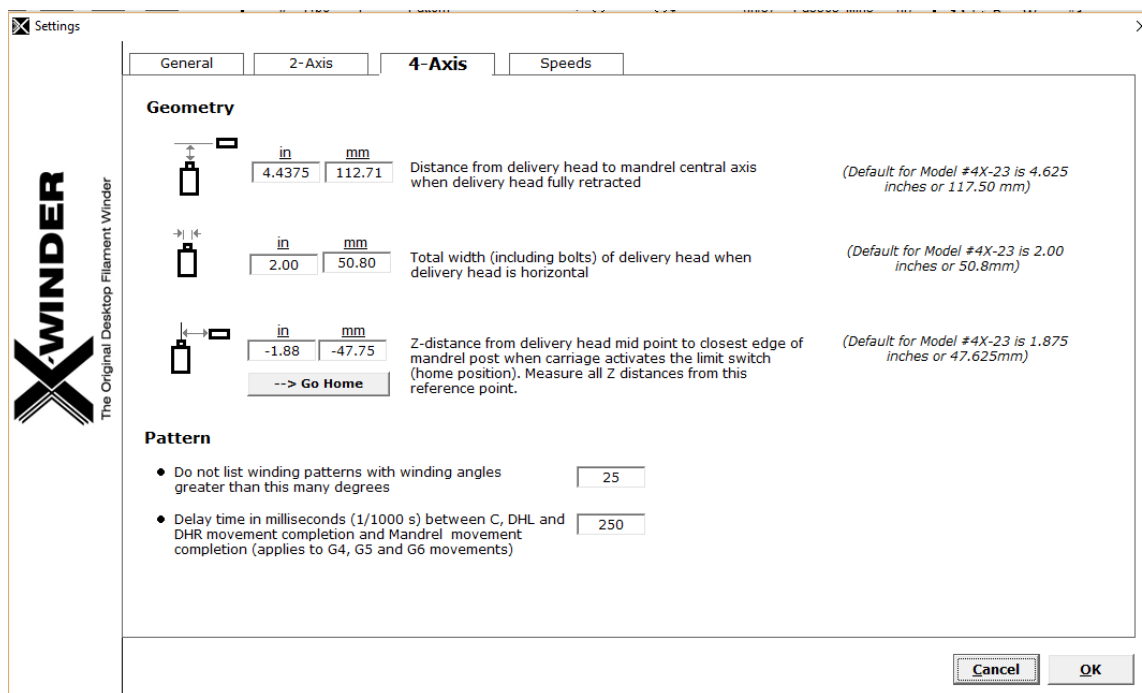 Settings
General
2-Axis
4-Axis
Speeds
Geometry
in
mm
4.4375
112.71
Distance from delivery head to mandrel central axis
when delivery head fully retracted
(Default for Model #4X-23 is 4.625
inches or 117.50 mm)
in
mm
2.00
50.80
Total width (including bolts) of delivery head when
delivery head is horizontal
(Default for Model #4X-23 is 2.00
inches or 50.8mm)
in
mm
-1.88
-47.75
--> Go Home
Z-distance from delivery head mid point to closest edge of
mandrel post when carriage activates the limit switch
(home position). Measure all Z distances from this
reference point.
(Default for Model #4X-23 is 1.875
inches or 47.625mm)
X-WINDER
The Original Desktop Filament Winder
Pattern
Do not list winding patterns with winding angles
greater than this many degrees
25
Delay time in milliseconds (1/1000 s) between C, DHL and
DHR movement completion and Mandrel movement
completion (applies to G4, G5 and G6 movements)
250
Cancel
OK